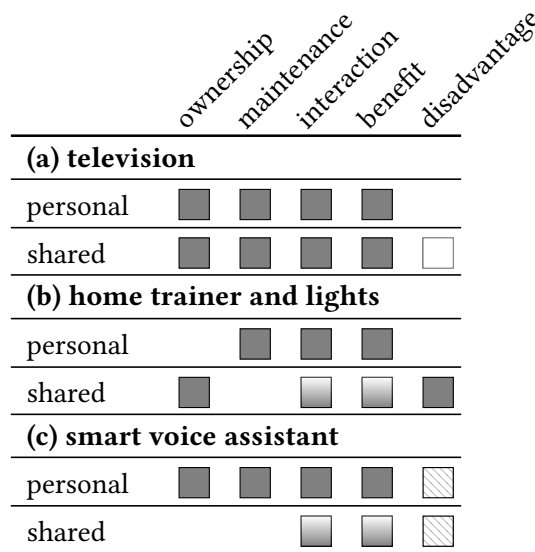 ownership maintenance interaction benefit disadvantage
(a) television
personal
shared
(b) home trainer and lights
personal
shared
(c) smart voice assistant
personal
shared